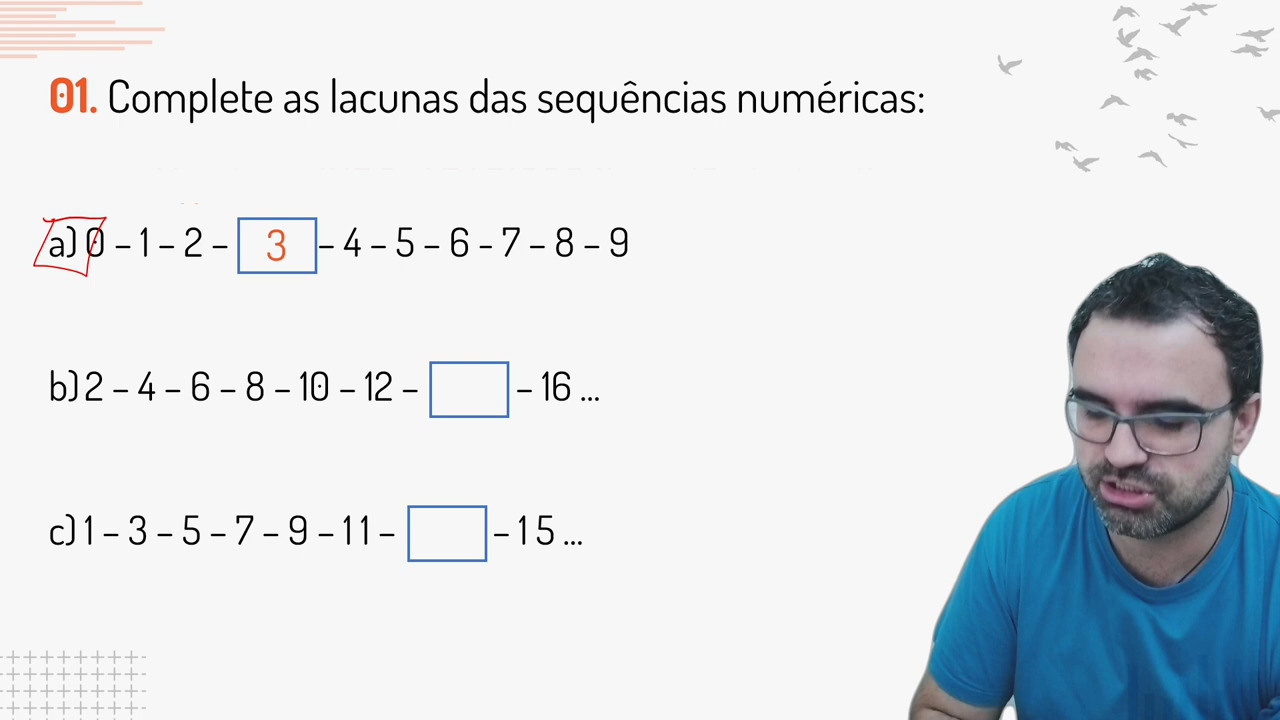 01. Complete as lacunas das sequências numéricas:
a) 0 – 1 – 2 – 3 – 4 – 5 – 6 – 7 – 8 – 9
b) 2 – 4 – 6 – 8 – 10 – 12 – – 16 ...
c) 1 – 3 – 5 – 7 – 9 – 11 – – 15 ...